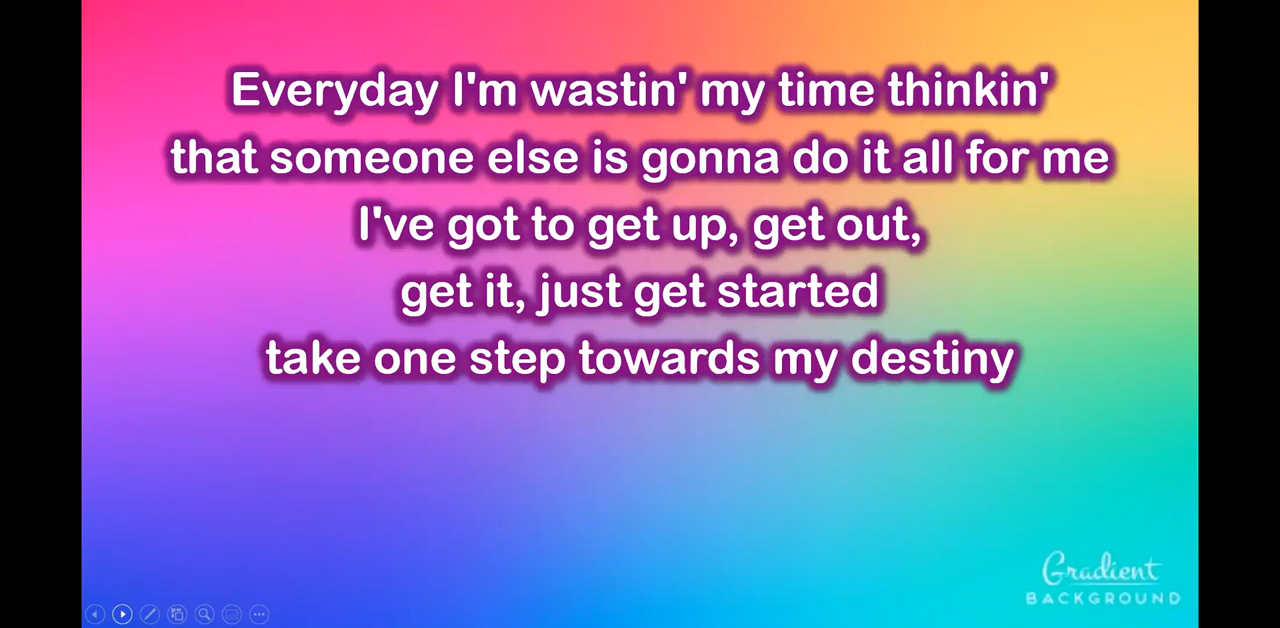 Everyday I'm wastin' my time thinkin'
that someone else is gonna do it all for me
I've got to get up, get out,
get it, just get started
take one step towards my destiny
Gradient
BACKGROUND